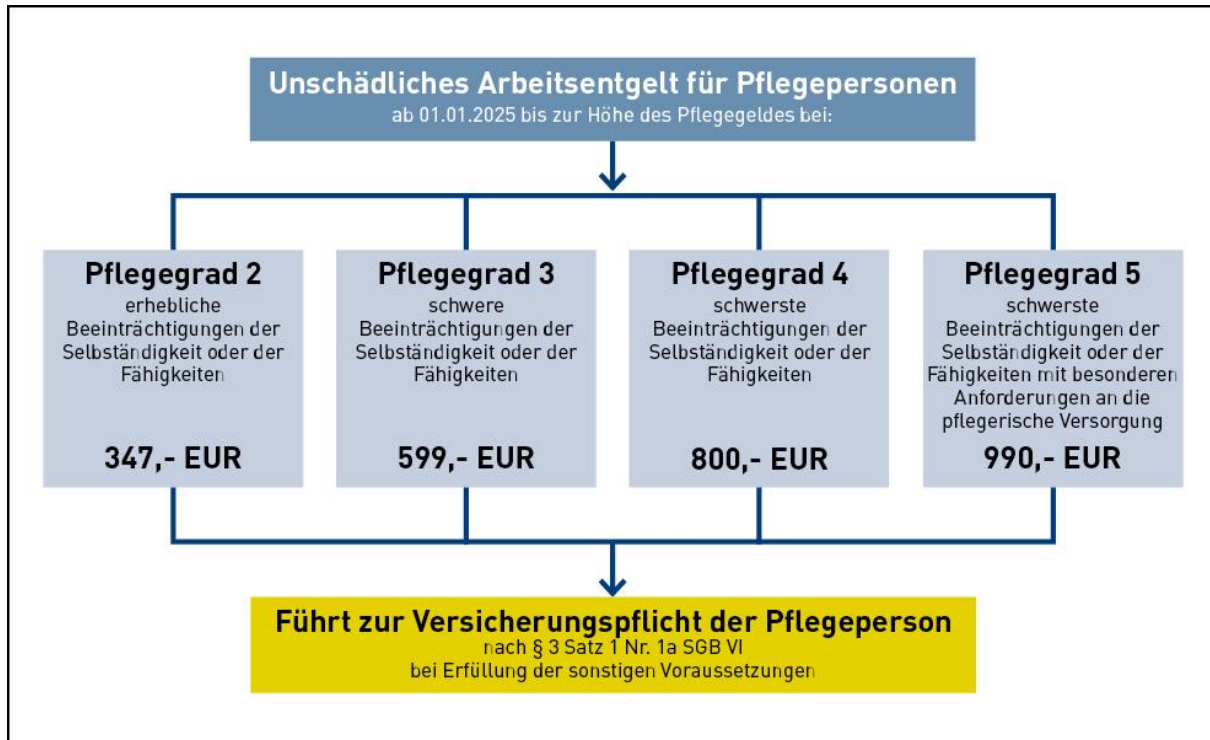 Unschädliches Arbeitsentgelt für Pflegepersonen
ab 01.01.2025 bis zur Höhe des Pflegegeldes bei:
Pflegegrad 2
erhebliche
Beeinträchtigungen der
Selbständigkeit oder der
Fähigkeiten
347,- EUR
Pflegegrad 3
schwere
Beeinträchtigungen der
Selbständigkeit oder der
Fähigkeiten
599,- EUR
Pflegegrad 4
schwerste
Beeinträchtigungen der
Selbständigkeit oder der
Fähigkeiten
800,- EUR
Pflegegrad 5
schwerste
Beeinträchtigungen der
Selbständigkeit oder der
Fähigkeiten mit besonderen
Anforderungen an die
pflegerische Versorgung
990,- EUR
Führt zur Versicherungspflicht der Pflegeperson
nach § 3 Satz 1 Nr. 1a SGB VI
bei Erfüllung der sonstigen Voraussetzungen